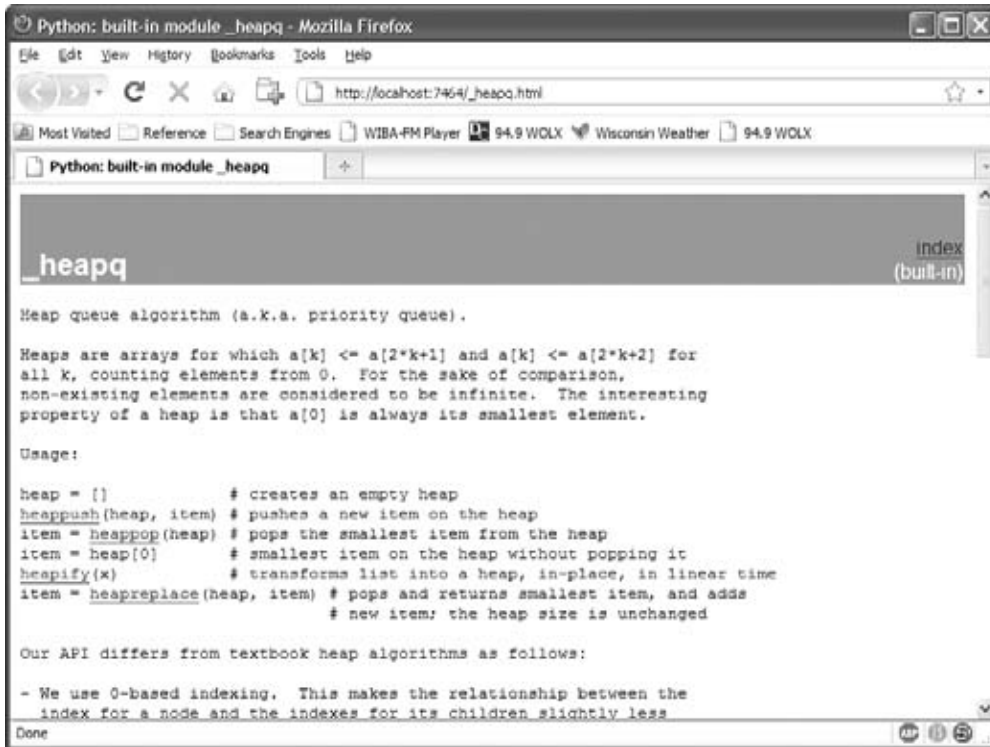 Python: built-in module _heapq - Mozilla Firefox
File Edit View History Bookmarks Tools Help
http://localhost:7464/_heapq.html
Most Visited Reference Search Engines WIBA-FM Player 94.9 WOLX Wisconsin Weather 94.9 WOLX
Python: built-in module _heapq
index
_heapq (built-in)
Heap queue algorithm (a.k.a. priority queue).
Heaps are arrays for which a[k] <= a[2*k+1] and a[k] <= a[2*k+2] for
all k, counting elements from 0.  For the sake of comparison,
non-existing elements are considered to be infinite.  The interesting
property of a heap is that a[0] is always its smallest element.
Usage:
heap = []            # creates an empty heap
heappush(heap, item) # pushes a new item on the heap
item = heappop(heap) # pops the smallest item from the heap
item = heap[0]       # smallest item on the heap without popping it
heapify(x)           # transforms list into a heap, in-place, in linear time
item = heapreplace(heap, item) # pops and returns smallest item, and adds
                               # new item; the heap size is unchanged
Our API differs from textbook heap algorithms as follows:
- We use 0-based indexing.  This makes the relationship between the
  index for a node and the indexes for its children slightly less
Done
ABP